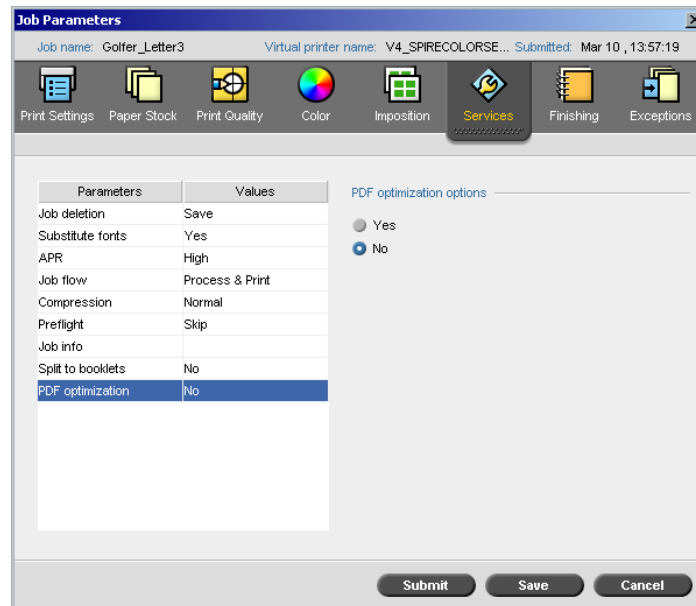 Job Parameters
Job name: Golfer_Letter3 Virtual printer name: V4_SPIRECOLORSE... Submitted: Mar 10 , 13:57:19
Print Settings Paper Stock Print Quality Color Imposition Services Finishing Exceptions
Parameters Values
Job deletion Save
Substitute fonts Yes
APR High
Job flow Process & Print
Compression Normal
Preflight Skip
Job info
Split to booklets No
PDF optimization No
PDF optimization options
Yes
No
Submit Save Cancel